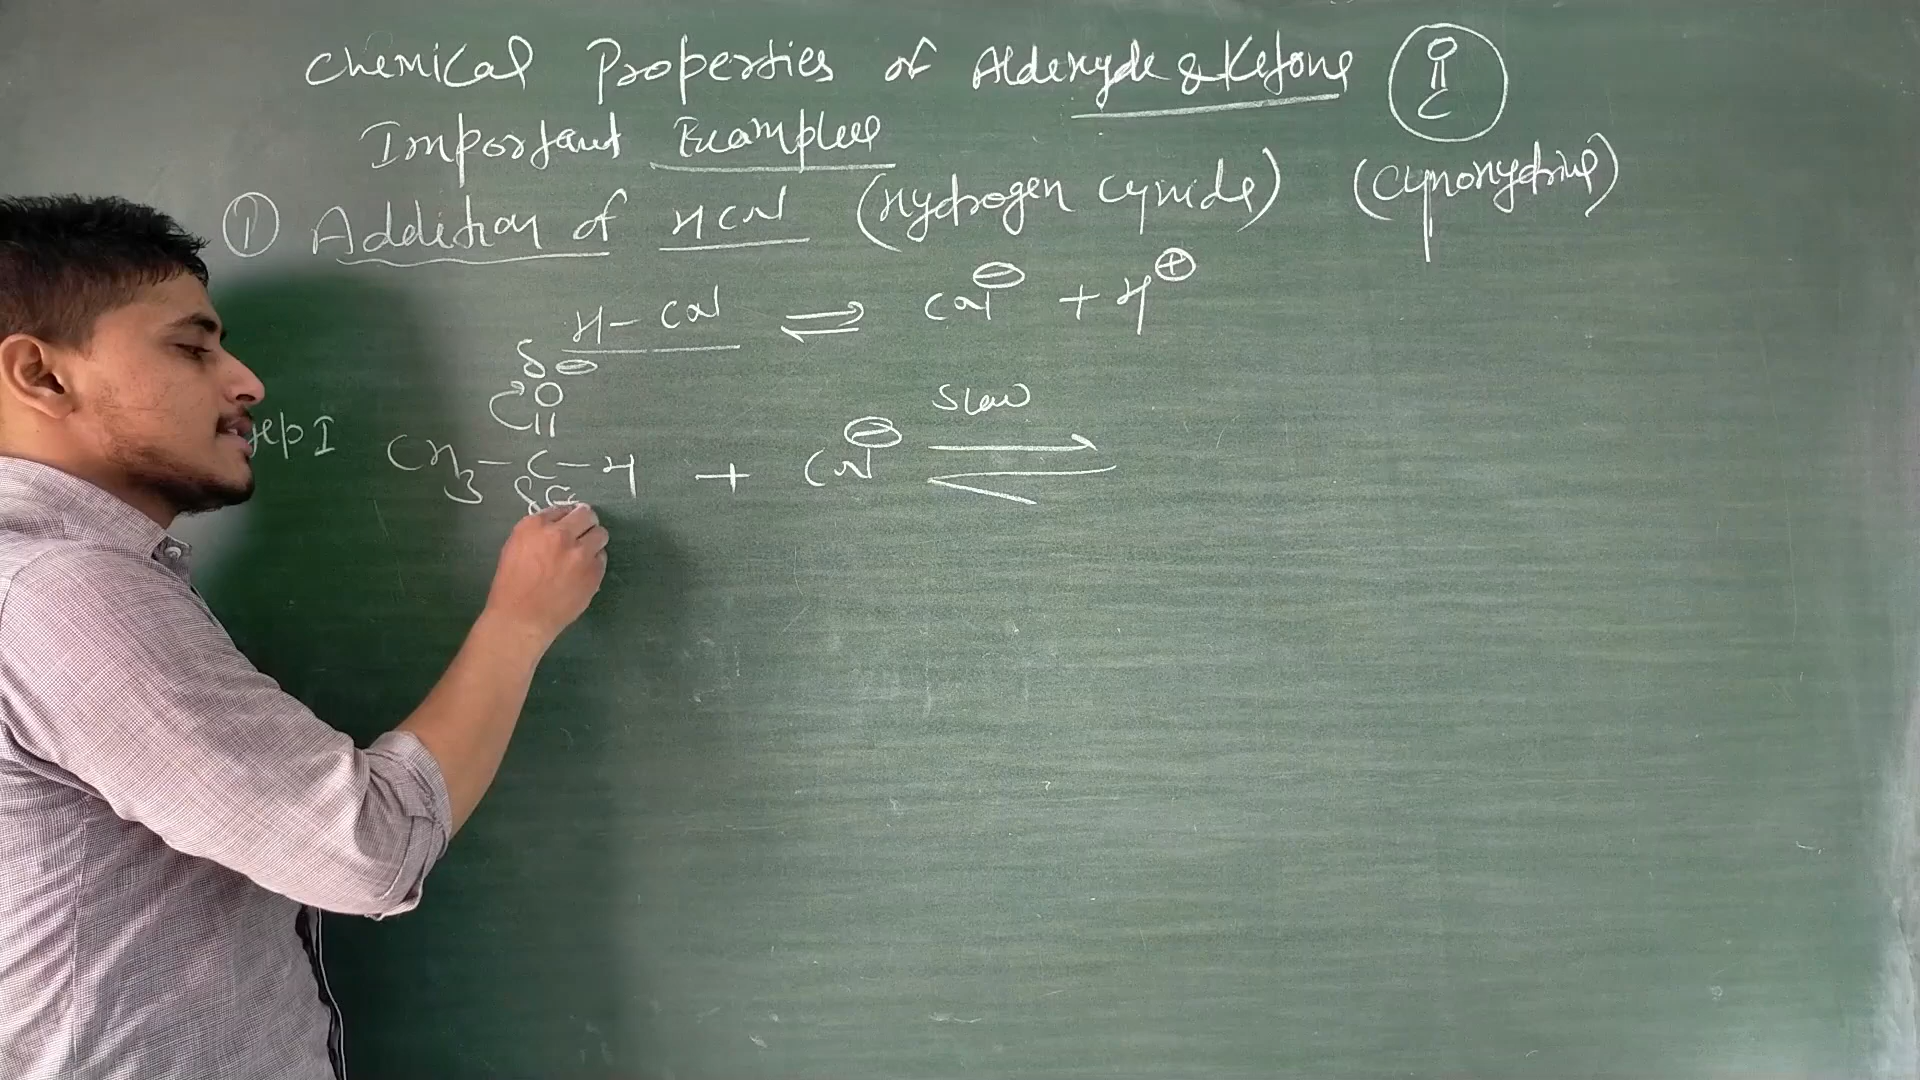 Chemical Properties of Aldehyde & Ketone
O
||
C
Important Examples
① Addition of HCN (Hydrogen Cynide) (Cynohydrine)
H - CN ⇌ CN⊖ + H⊕
δ⊖
O
||
Step I CH3 - C - H + CN⊖ ⇌ Slow
δ